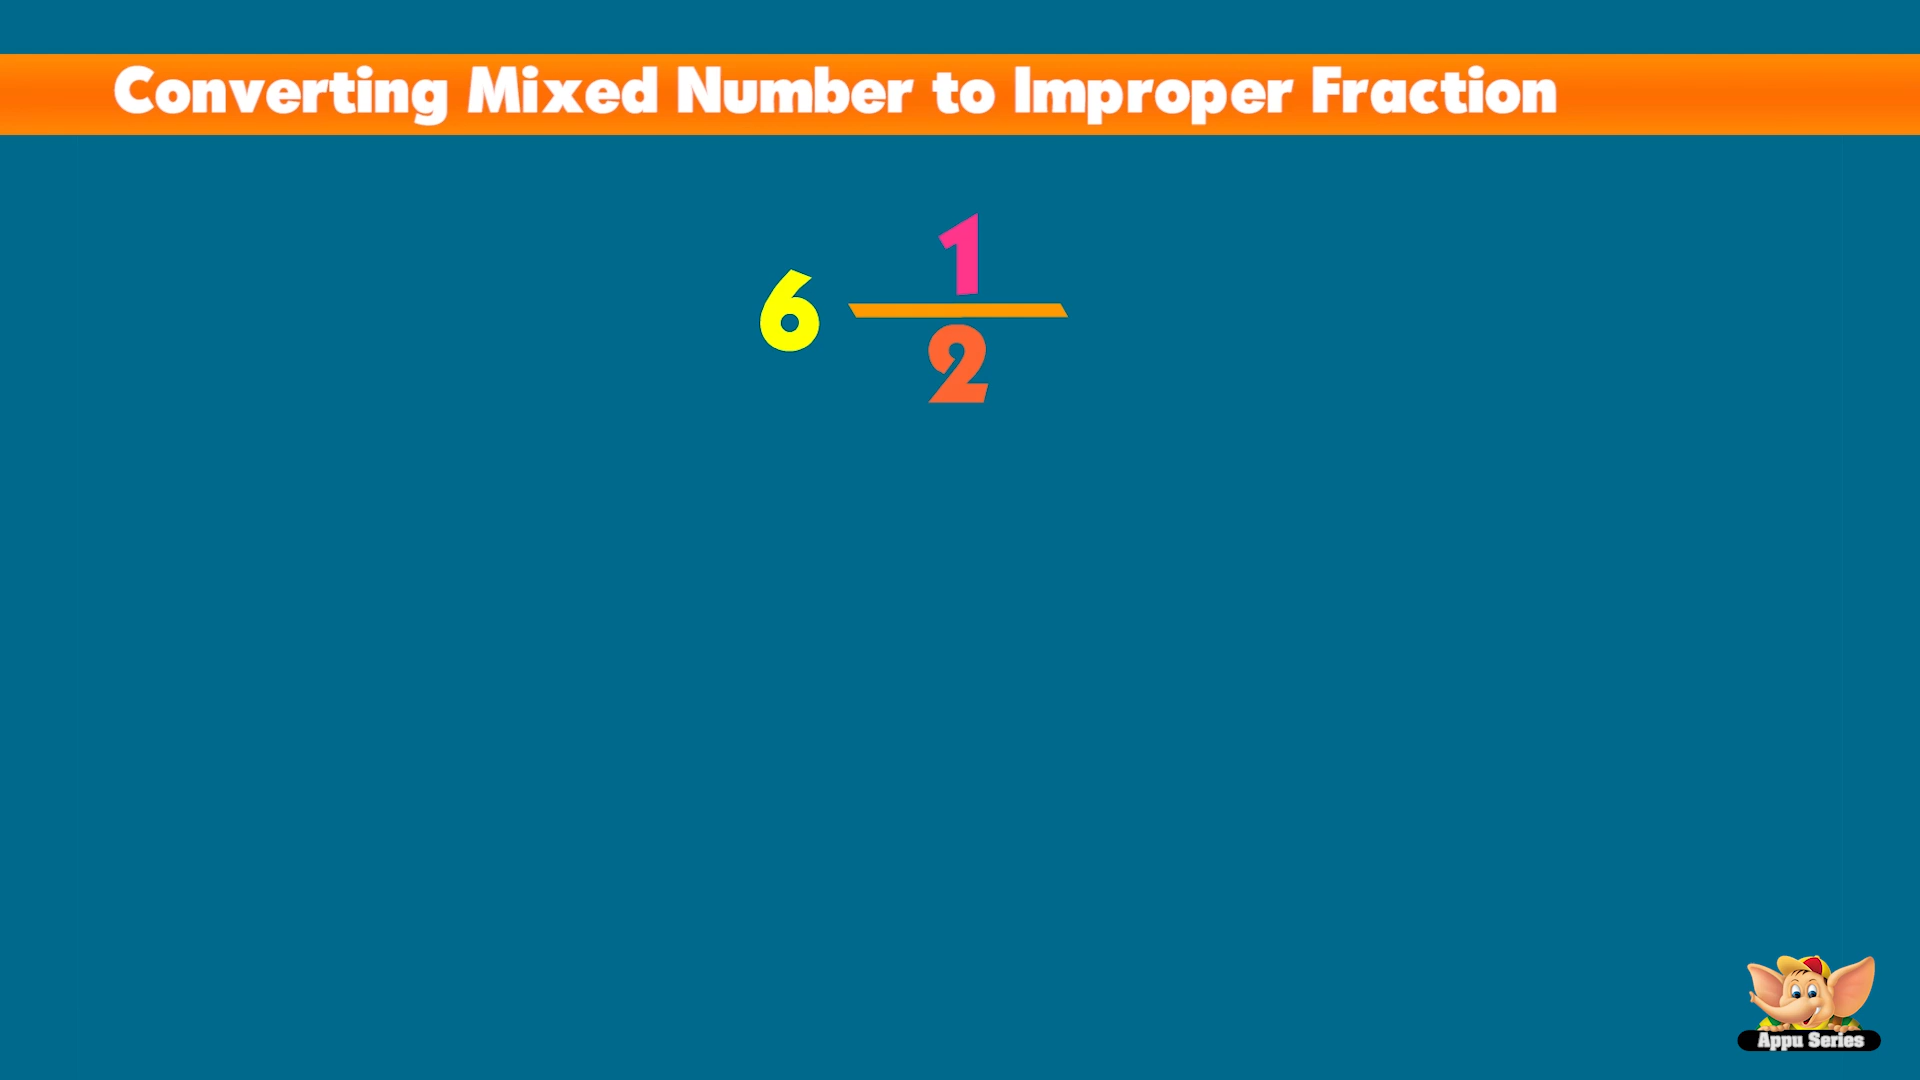 Converting Mixed Number to Improper Fraction
6 1/2
Appu Series